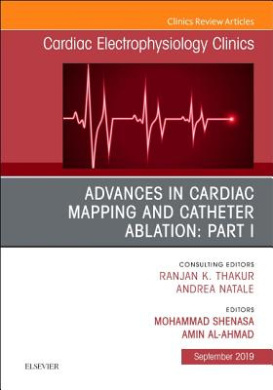 Clinics Review Articles
Cardiac Electrophysiology Clinics
ADVANCES IN CARDIAC
MAPPING AND CATHETER
ABLATION: PART I
CONSULTING EDITORS
RANJAN K. THAKUR
ANDREA NATALE
EDITORS
MOHAMMAD SHENASA
AMIN AL-AHMAD
ELSEVIER
September 2019